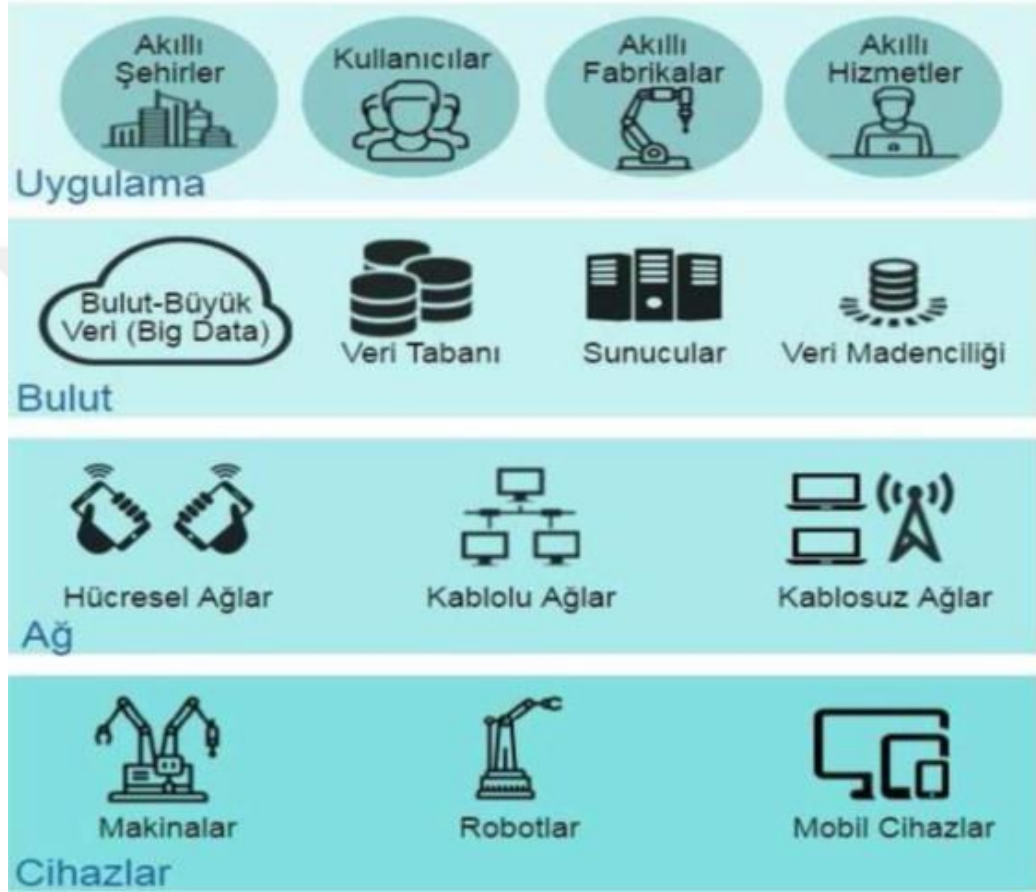 Akıllı
Şehirler
Kullanıcılar
Akıllı
Fabrikalar
Akıllı
Hizmetler
Uygulama
Bulut-Büyük
Veri (Big Data)
Veri Tabanı
Sunucular
Veri Madenciliği
Bulut
Hücresel Ağlar
Kablolu Ağlar
Kablosuz Ağlar
Ağ
Makinalar
Robotlar
Mobil Cihazlar
Cihazlar